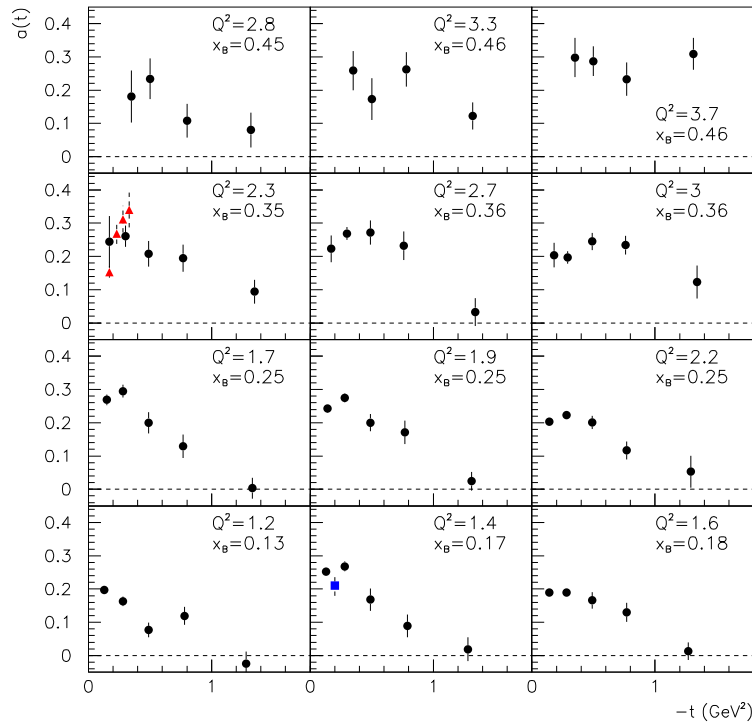 a(t)
0.4
0.3
0.2
0.1
0
Q²=2.8
x_B=0.45
Q²=3.3
x_B=0.46
Q²=3.7
x_B=0.46
0.4
0.3
0.2
0.1
0
Q²=2.3
x_B=0.35
Q²=2.7
x_B=0.36
Q²=3
x_B=0.36
0.4
0.3
0.2
0.1
0
Q²=1.7
x_B=0.25
Q²=1.9
x_B=0.25
Q²=2.2
x_B=0.25
0.4
0.3
0.2
0.1
0
Q²=1.2
x_B=0.13
Q²=1.4
x_B=0.17
Q²=1.6
x_B=0.18
0 1 0 1 0 1
−t (GeV²)